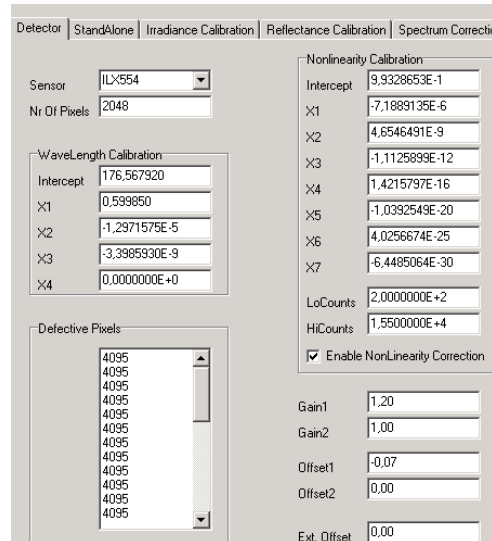 Detector
StandAlone
Irradiance Calibration
Reflectance Calibration
Spectrum Correcti
Sensor
ILX554
Nr Of Pixels
2048
WaveLength Calibration
Intercept
176,567920
X1
0,599850
X2
-1,2971575E-5
X3
-3,3985930E-9
X4
0,0000000E+0
Defective Pixels
4095
4095
4095
4095
4095
4095
4095
4095
4095
4095
4095
4095
Nonlinearity Calibration
Intercept
9,9328653E-1
X1
-7,1889135E-6
X2
4,6546491E-9
X3
-1,1125899E-12
X4
1,4215797E-16
X5
-1,0392549E-20
X6
4,0256674E-25
X7
-6,4485064E-30
LoCounts
2,0000000E+2
HiCounts
1,5500000E+4
Enable NonLinearity Correction
Gain1
1,20
Gain2
1,00
Offset1
-0,07
Offset2
0,00
Ext. Offset
0,00